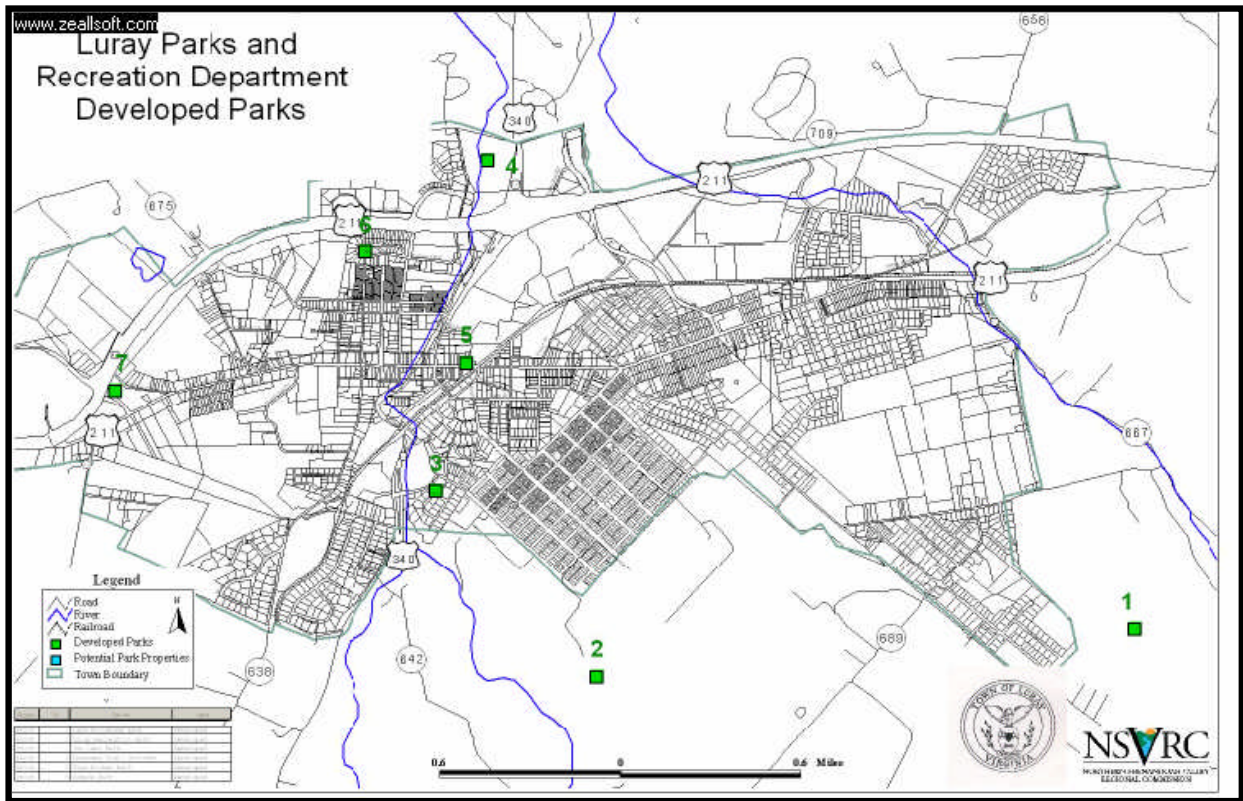 www.zeallsoft.com
Luray Parks and
Recreation Department
Developed Parks
656
340
709
4
211
675
211
6
211
5
7
211
667
3
340
Legend
Road
N
River
Railroad
Developed Parks
Potential Park Properties
Town Boundary
1
689
2
642
638
TOWN OF LURAY
VIRGINIA
NSVRC
NORTHERN SHENANDOAH VALLEY
REGIONAL COMMISSION
0.6 0 0.6 Miles